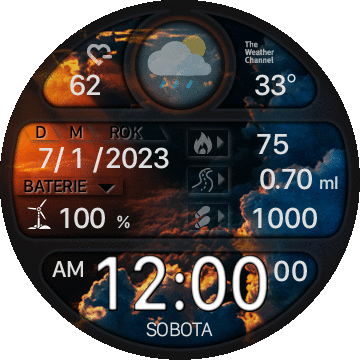 The
Weather
Channel
62
33°
D M ROK
7/ 1 /2023
75
BATERIE
0.70 ml
100 %
1000
AM 12:00 00
SOBOTA